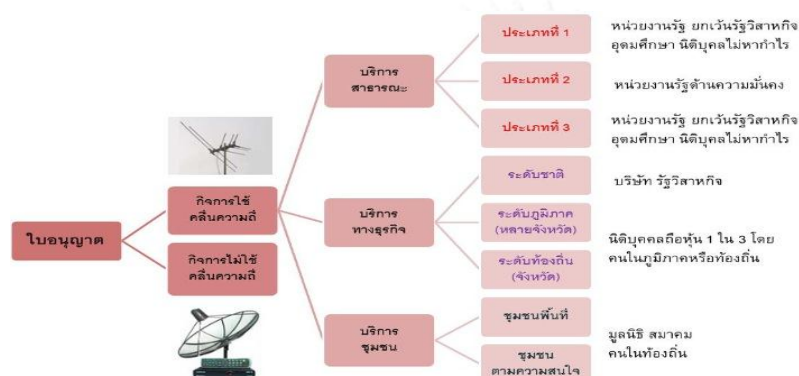 ใบอนุญาต
กิจการใช้
คลื่นความถี่
กิจการไม่ใช้
คลื่นความถี่
บริการ
สาธารณะ
ประเภทที่ 1
หน่วยงานรัฐ ยกเว้นรัฐวิสาหกิจ
อุดมศึกษา นิติบุคลไม่หากำไร
ประเภทที่ 2
หน่วยงานรัฐด้านความมั่นคง
ประเภทที่ 3
หน่วยงานรัฐ ยกเว้นรัฐวิสาหกิจ
อุดมศึกษา นิติบุคลไม่หากำไร
บริการ
ทางธุรกิจ
ระดับชาติ
บริษัท รัฐวิสาหกิจ
ระดับภูมิภาค
(หลายจังหวัด)
ระดับท้องถิ่น
(จังหวัด)
นิติบุคคลถือหุ้น 1 ใน 3 โดย
คนในภูมิภาคหรือท้องถิ่น
บริการ
ชุมชน
ชุมชนพื้นที่
ชุมชน
ตามความสนใจ
มูลนิธิ สมาคม
คนในท้องถิ่น